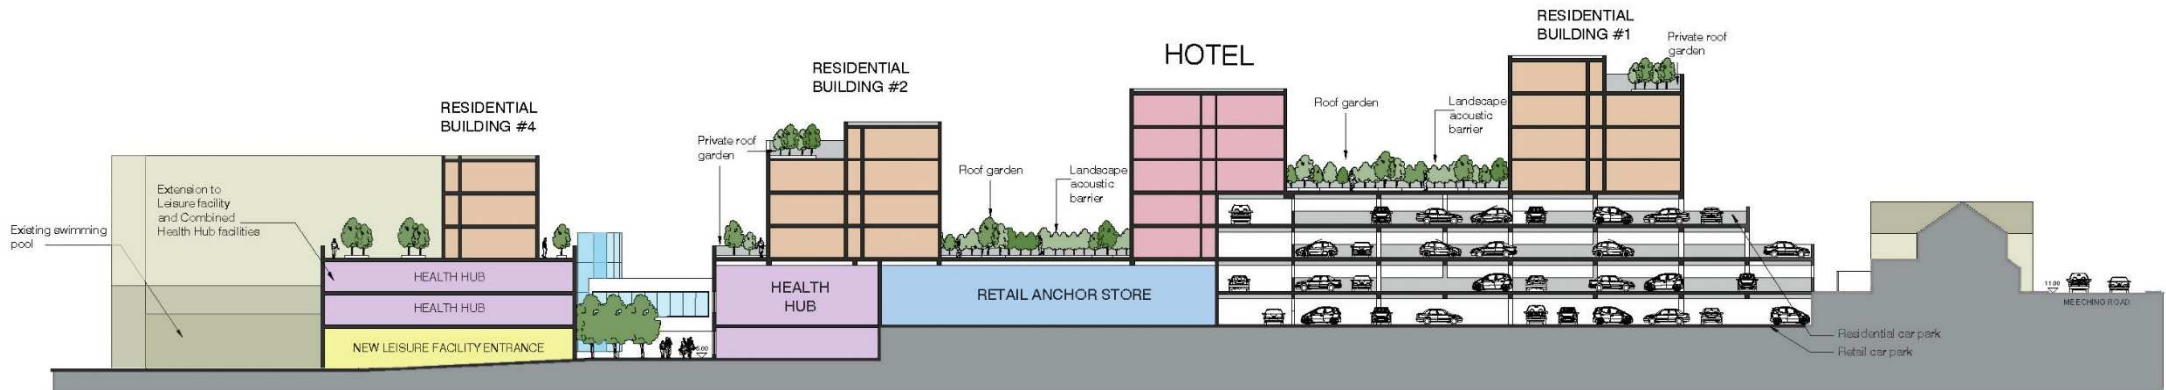 RESIDENTIAL
BUILDING #1
Private roof
garden
HOTEL
RESIDENTIAL
BUILDING #2
RESIDENTIAL
BUILDING #4
Roof garden
Landscape
acoustic
barrier
Private roof
garden
Roof garden
Landscape
acoustic
barrier
Extension to
Leisure facility
and Combined
Health Hub facilities
Existing swimming
pool
HEALTH HUB
HEALTH HUB
NEW LEISURE FACILITY ENTRANCE
HEALTH
HUB
RETAIL ANCHOR STORE
11.00
MEECHING ROAD
Residential car park
Retail car park